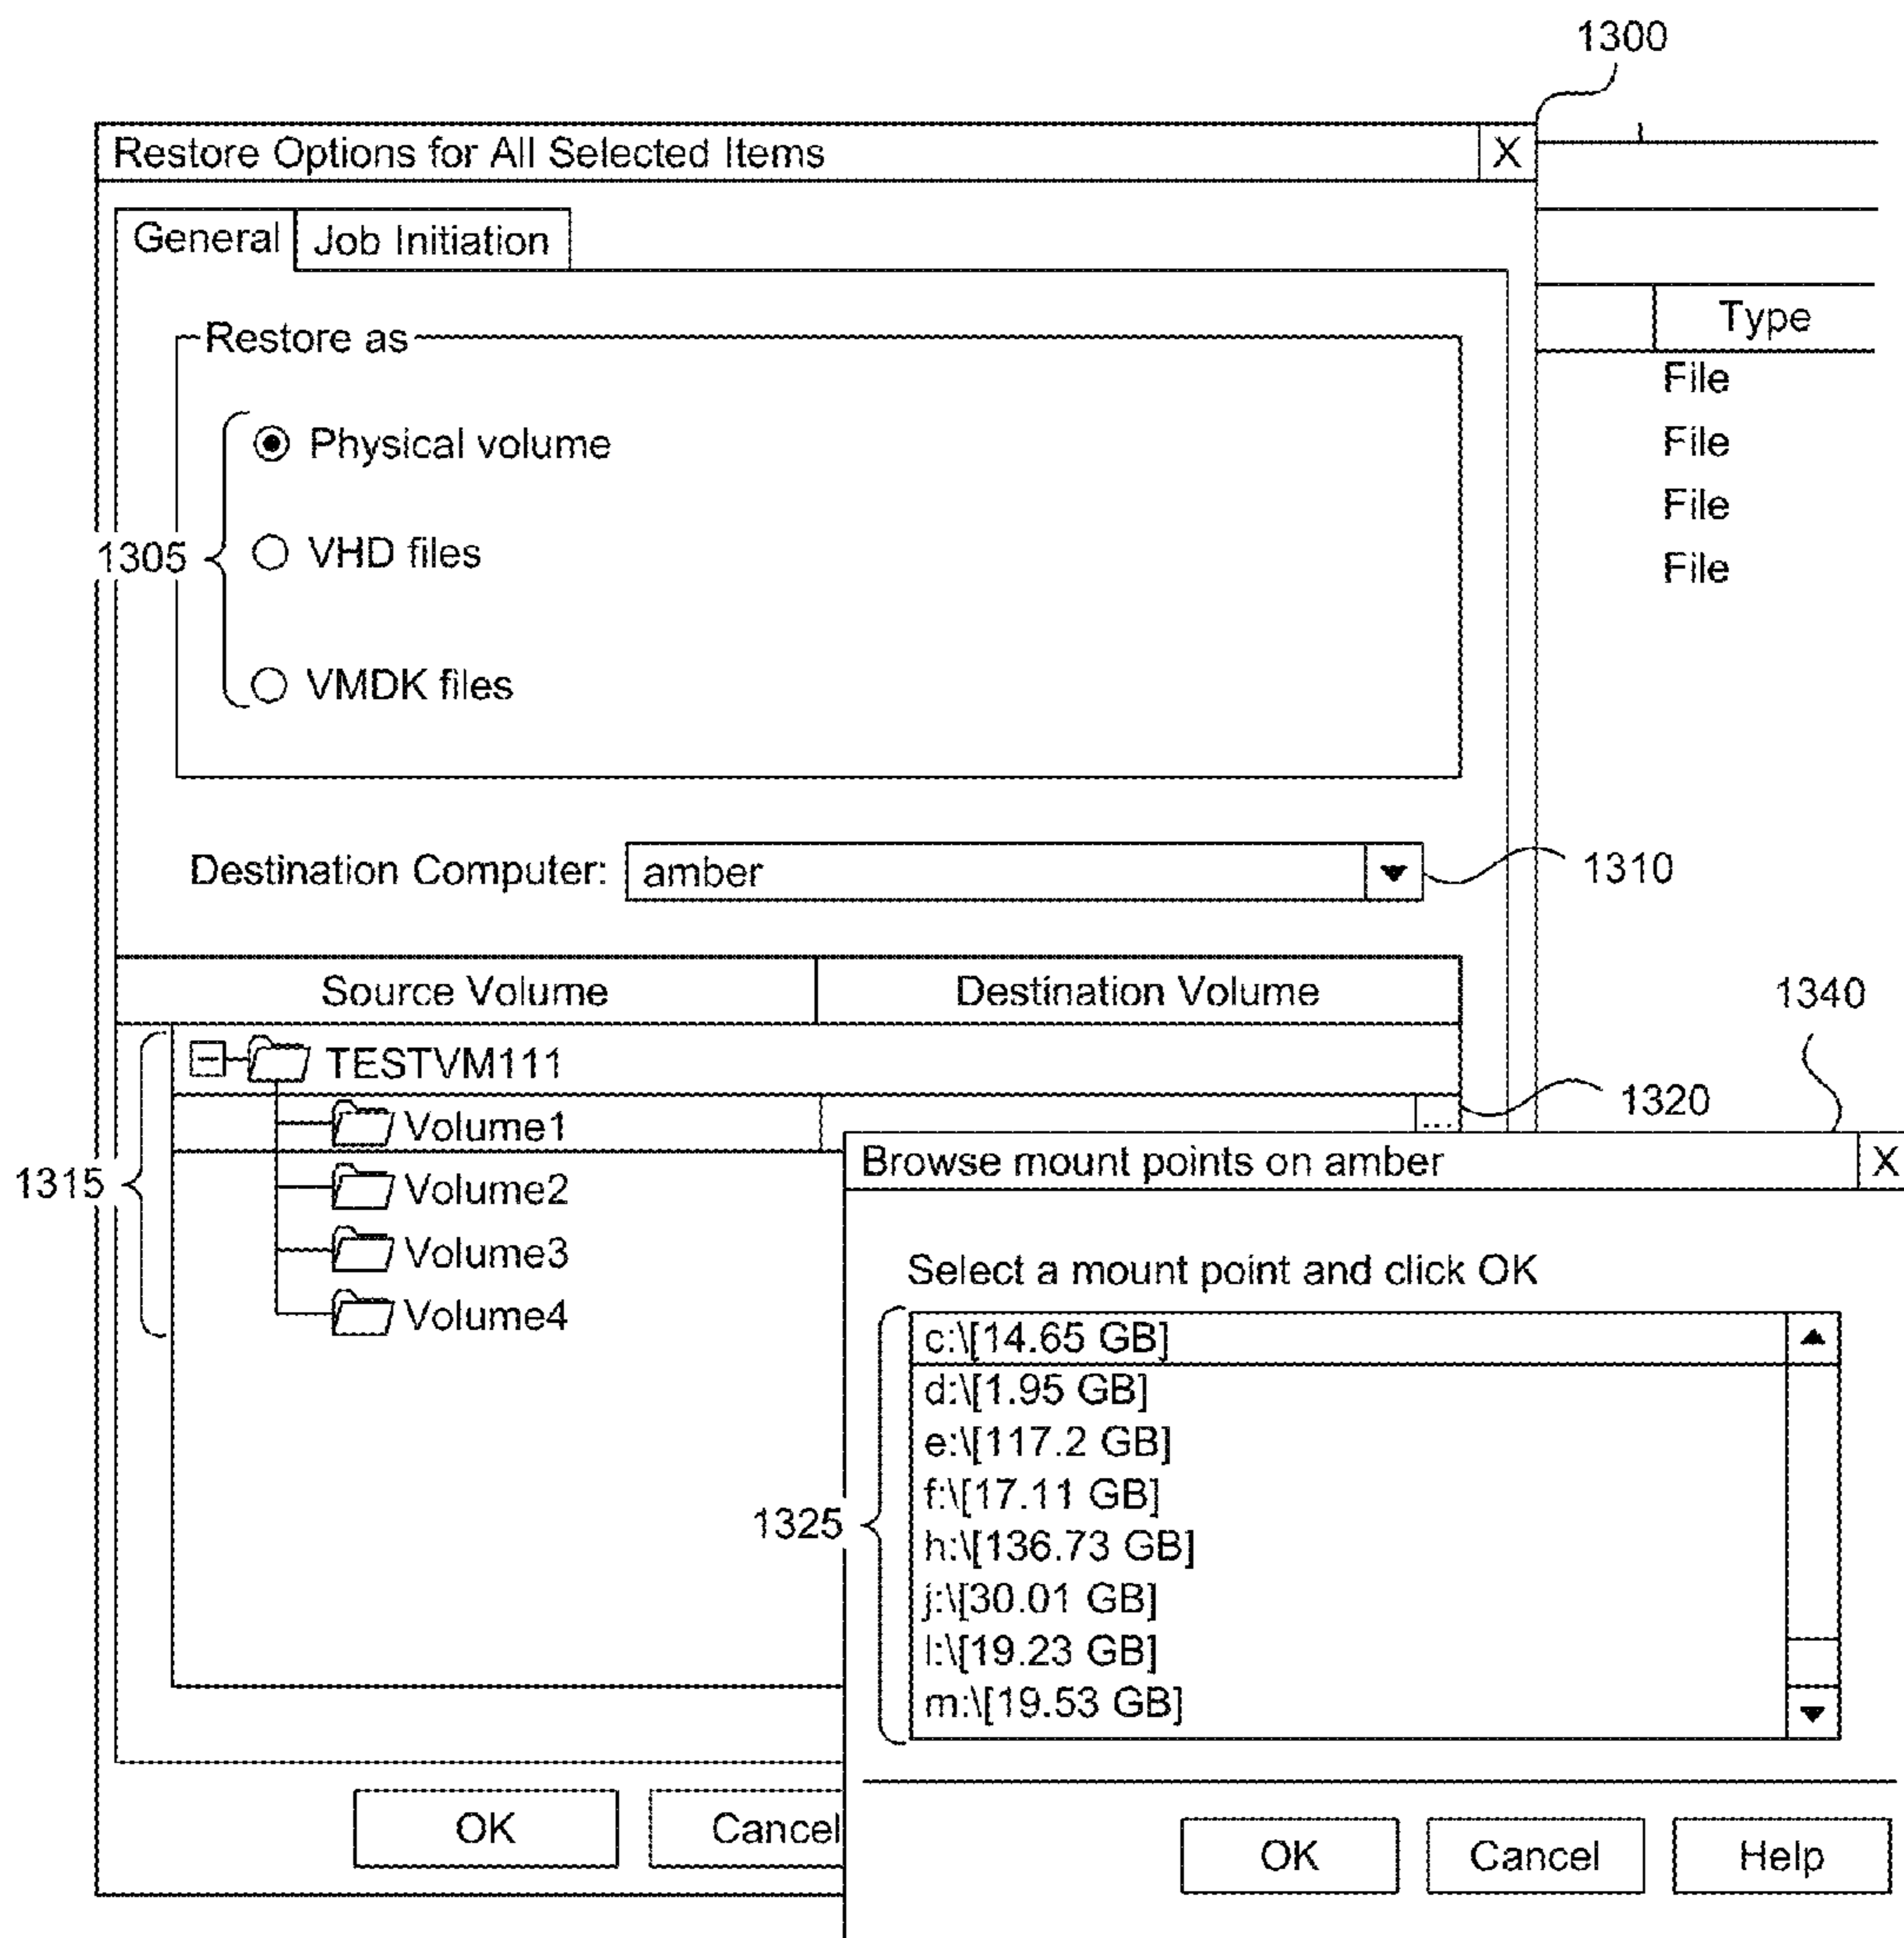 1300
Restore Options for All Selected Items X
General Job Initiation
Type
Restore as
File
File
File
File
1305
Physical volume
VHD files
VMDK files
Destination Computer: amber 1310
Source Volume Destination Volume
1340
1315
TESTVM111
1320
Volume1 ...
Volume2
Volume3
Volume4
Browse mount points on amber X
Select a mount point and click OK
1325
c:\[14.65 GB]
d:\[1.95 GB]
e:\[117.2 GB]
f:\[17.11 GB]
h:\[136.73 GB]
j:\[30.01 GB]
l:\[19.23 GB]
m:\[19.53 GB]
OK Cancel
OK Cancel Help